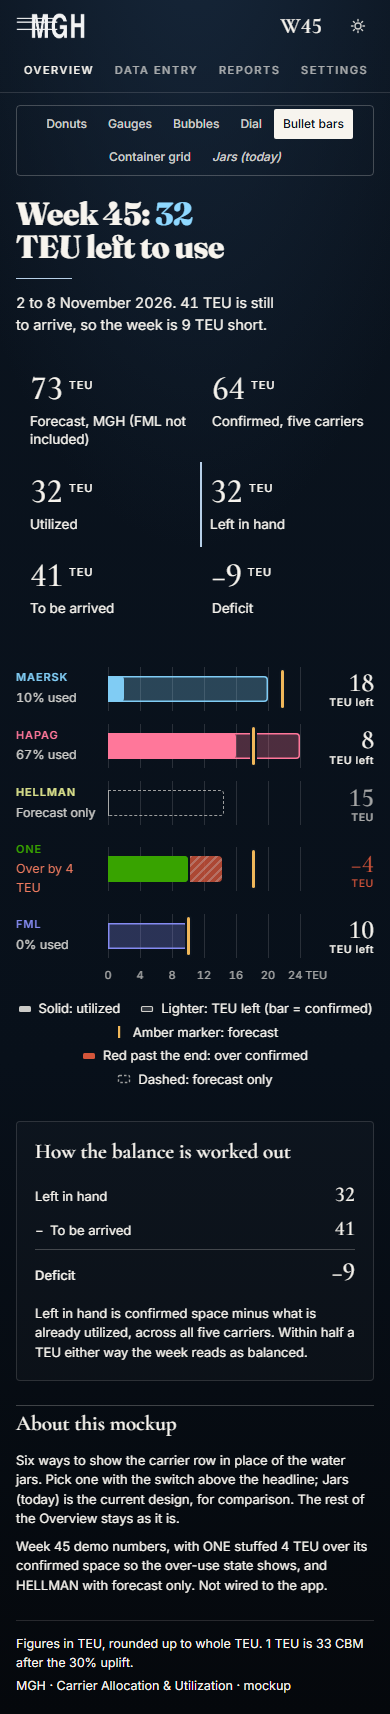 MGH
W45
OVERVIEW DATA ENTRY REPORTS SETTINGS
Donuts Gauges Bubbles Dial Bullet bars
Container grid Jars (today)
Week 45: 32
TEU left to use
2 to 8 November 2026. 41 TEU is still
to arrive, so the week is 9 TEU short.
73 TEU
Forecast, MGH (FML not
included)
64 TEU
Confirmed, five carriers
32 TEU
Utilized
32 TEU
Left in hand
41 TEU
To be arrived
–9 TEU
Deficit
MAERSK
10% used
18
TEU left
HAPAG
67% used
8
TEU left
HELLMAN
Forecast only
15
TEU
ONE
Over by 4
TEU
–4
TEU
FML
0% used
10
TEU left
0 4 8 12 16 20 24 TEU
Solid: utilized Lighter: TEU left (bar = confirmed)
Amber marker: forecast
Red past the end: over confirmed
Dashed: forecast only
How the balance is worked out
Left in hand 32
– To be arrived 41
Deficit –9
Left in hand is confirmed space minus what is
already utilized, across all five carriers. Within half a
TEU either way the week reads as balanced.
About this mockup
Six ways to show the carrier row in place of the water
jars. Pick one with the switch above the headline; Jars
(today) is the current design, for comparison. The rest of
the Overview stays as it is.
Week 45 demo numbers, with ONE stuffed 4 TEU over its
confirmed space so the over-use state shows, and
HELLMAN with forecast only. Not wired to the app.
Figures in TEU, rounded up to whole TEU. 1 TEU is 33 CBM
after the 30% uplift.
MGH · Carrier Allocation & Utilization · mockup